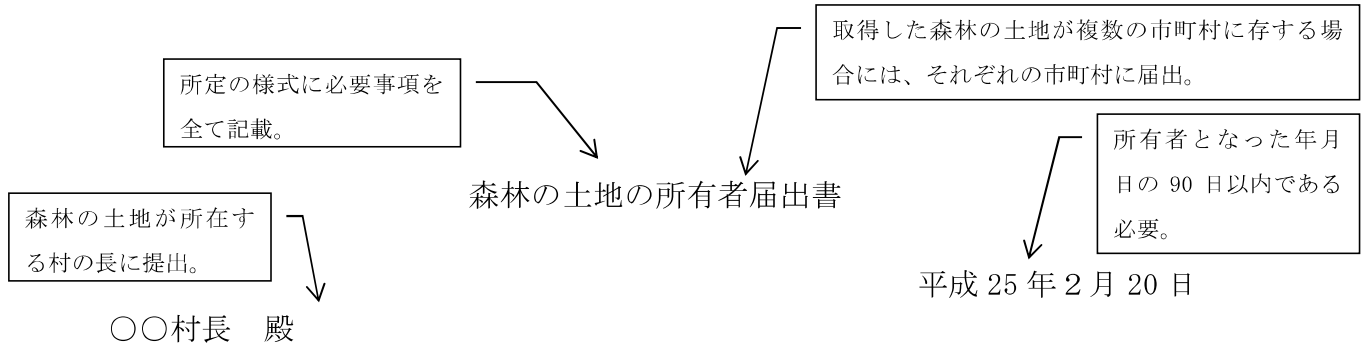 取得した森林の土地が複数の市町村に存する場
合には、それぞれの市町村に届出。
所定の様式に必要事項を
全て記載。
所有者となった年月
日の 90 日以内である
必要。
森林の土地の所有者届出書
森林の土地が所在す
る村の長に提出。
平成 25 年２月 20 日
○○村長　殿